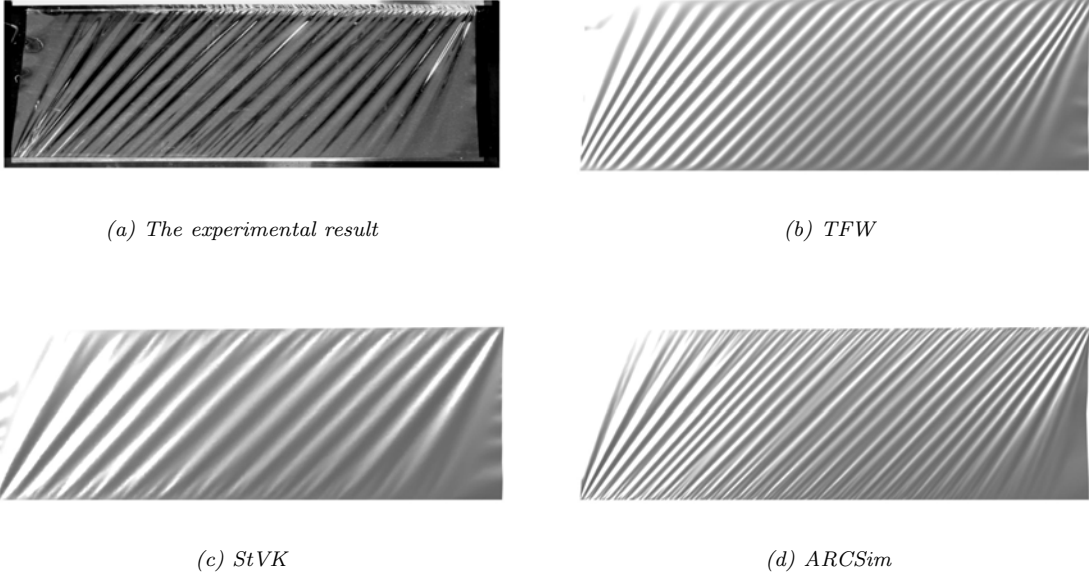 (a) The experimental result
(b) TFW
(c) StVK
(d) ARCSim